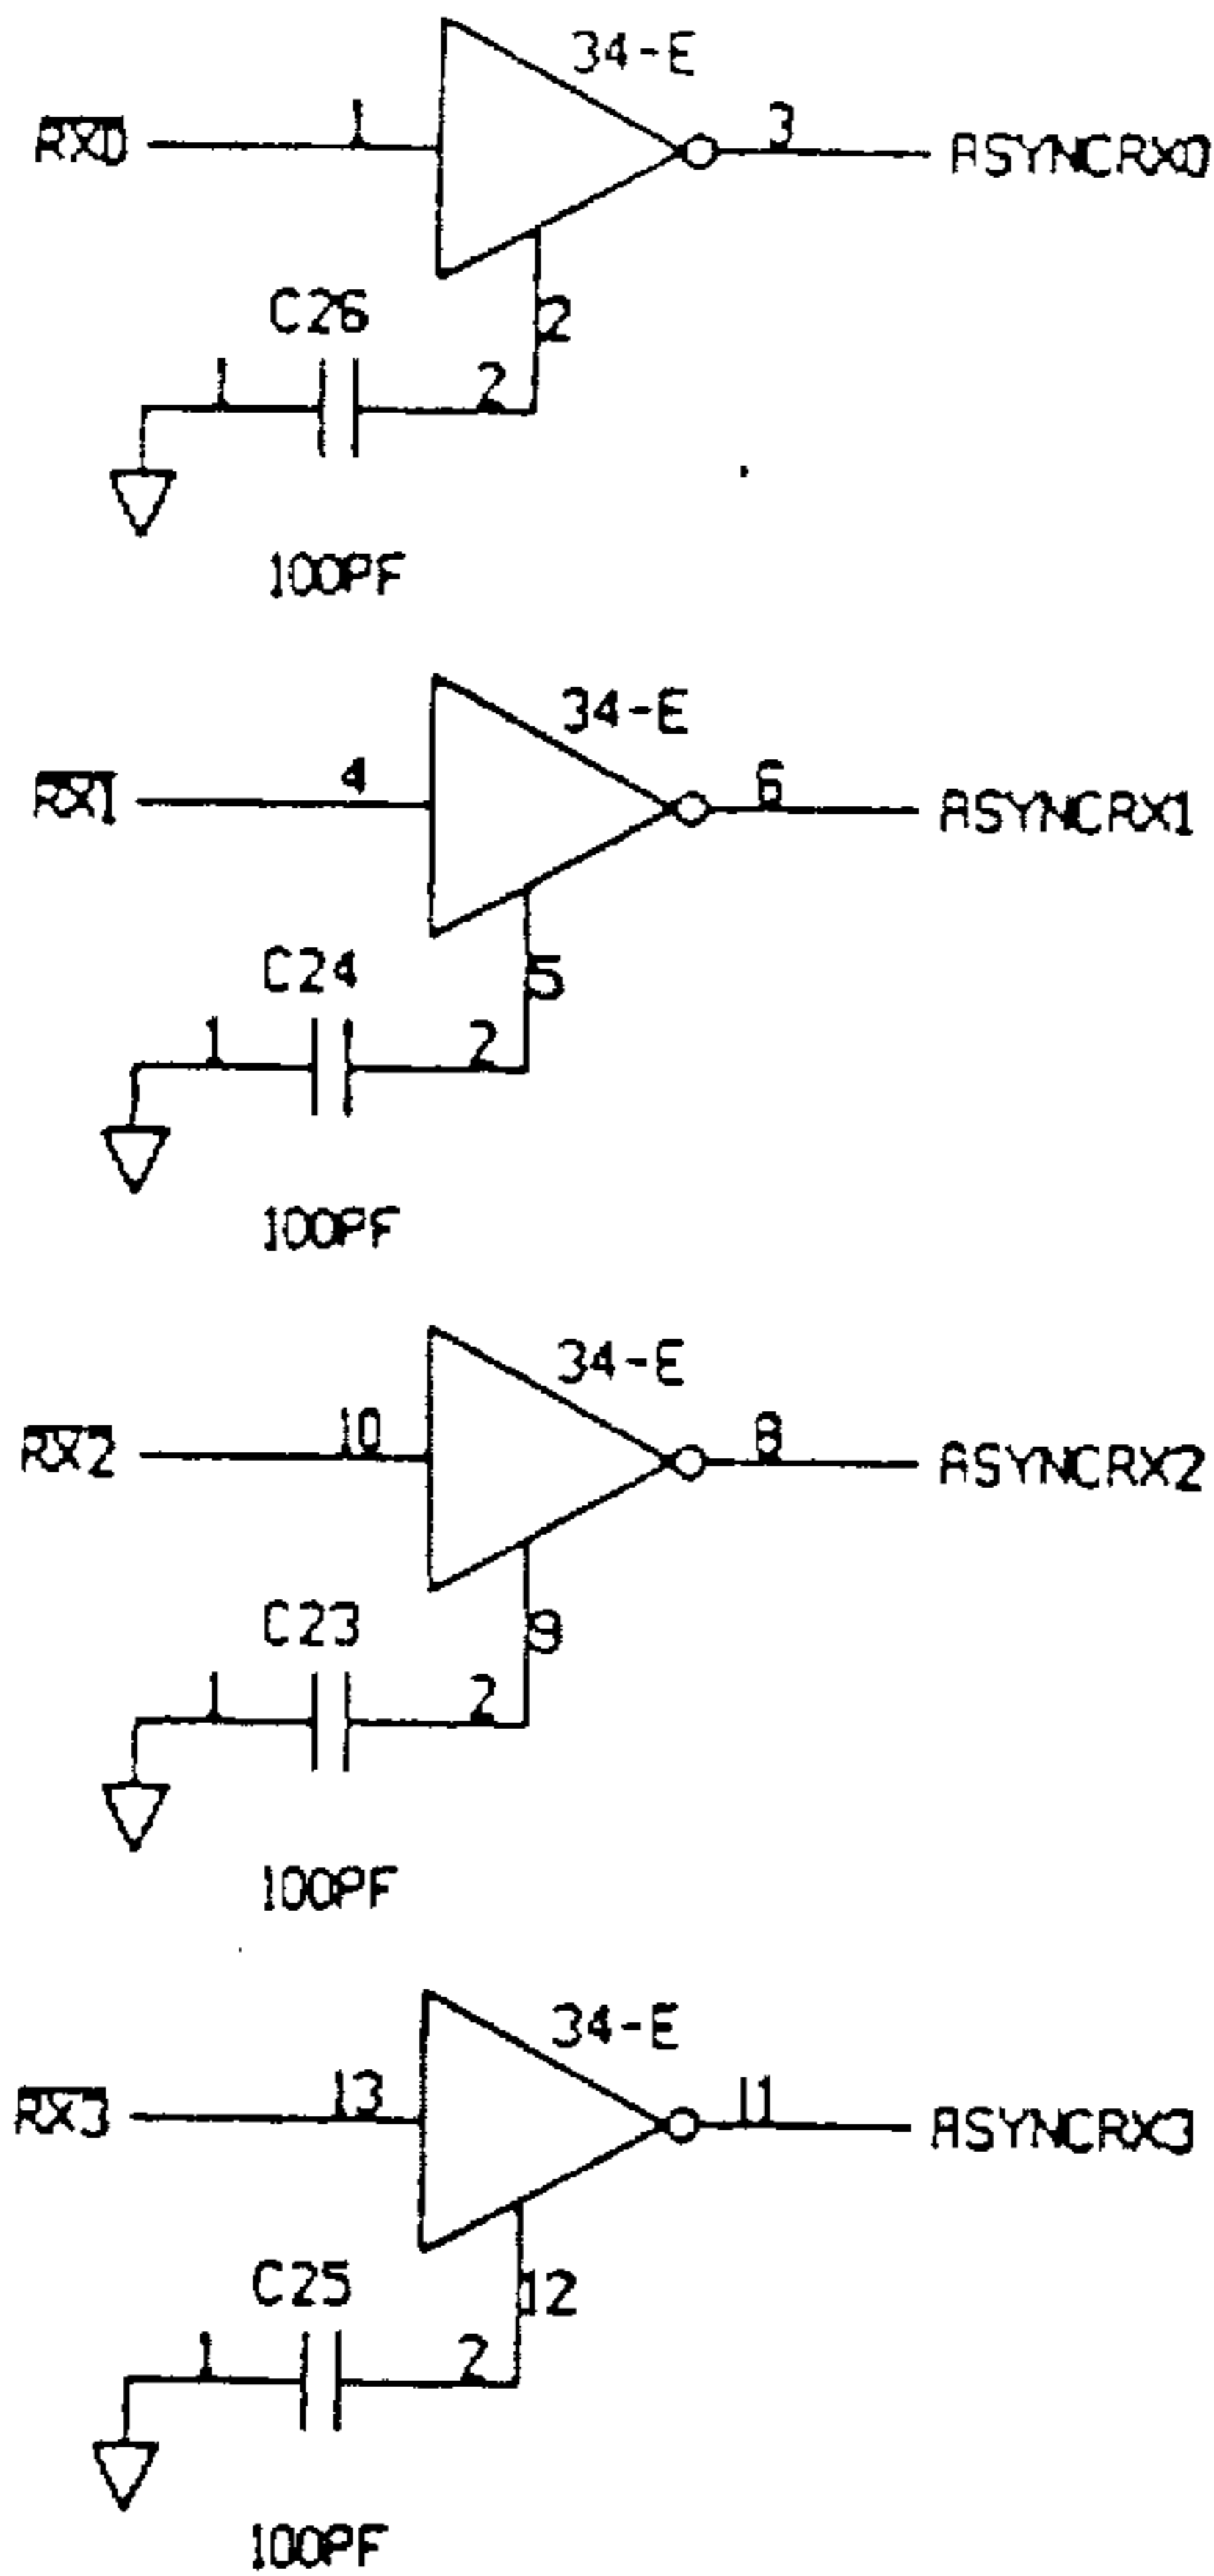 34-E
RX0 1 3 ASYNCRX0
C26 2
1 2
100PF
34-E
RX1 4 6 ASYNCRX1
C24 5
1 2
100PF
34-E
RX2 10 8 ASYNCRX2
C23 9
1 2
100PF
34-E
RX3 13 11 ASYNCRX3
C25 12
1 2
100PF